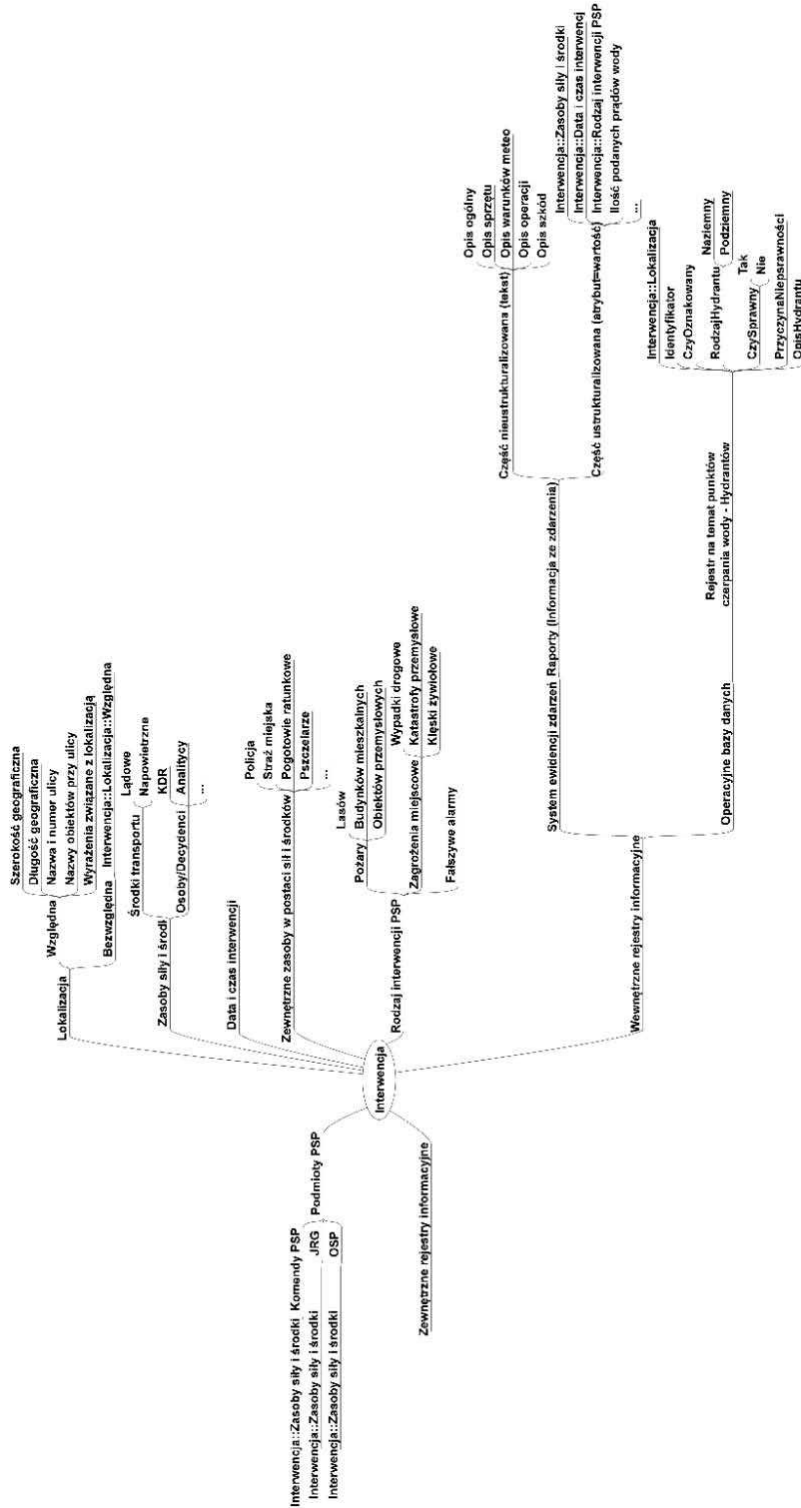 Interwencja
Lokalizacja
Względna
Szerokość geograficzna
Długość geograficzna
Nazwa i numer ulicy
Nazwy obiektów przy ulicy
Wyrażenia związane z lokalizacją
Bezwzględna Interwencja::Lokalizacja::Względna
Zasoby siły i środi
Środki transportu
Lądowe
Napowietrzne
Osoby/Decydenci
KDR
Analitycy
...
Data i czas interwencji
Zewnętrzne zasoby w postaci sił i środków
Policja
Straż miejska
Pogotowie ratunkowe
Pszczelarze
...
Rodzaj interwencji PSP
Pożary
Lasów
Budynków mieszkalnych
Obiektów przemysłowych
Zagrożenia miejscowe
Wypadki drogowe
Katastrofy przemysłowe
Klęski żywiołowe
Fałszywe alarmy
Wewnętrzne rejestry informacyjne
System ewidencji zdarzeń Raporty (Informacja ze zdarzenia)
Część nieustrukturalizowana (tekst)
Opis ogólny
Opis sprzętu
Opis warunków meteo
Opis operacji
Opis szkód
Część ustrukturalizowana (atrybut=wartość)
Interwencja::Zasoby siły i środki
Interwencja::Data i czas interwencj
Interwencja::Rodzaj interwencji PSP
Ilość podanych prądów wody
...
Operacyjne bazy danych
Rejestr na temat punktów
czerpania wody - Hydrantów
Interwencja::Lokalizacja
Identyfikator
CzyOznakowany
RodzajHydrantu
Naziemny
Podziemny
CzySprawny
Tak
Nie
PrzyczynaNiepsrawności
OpisHydrantu
Podmioty PSP
Interwencja::Zasoby siły i środki Komendy PSP
Interwencja::Zasoby siły i środki JRG
Interwencja::Zasoby siły i środki OSP
Zewnętrzne rejestry informacyjne